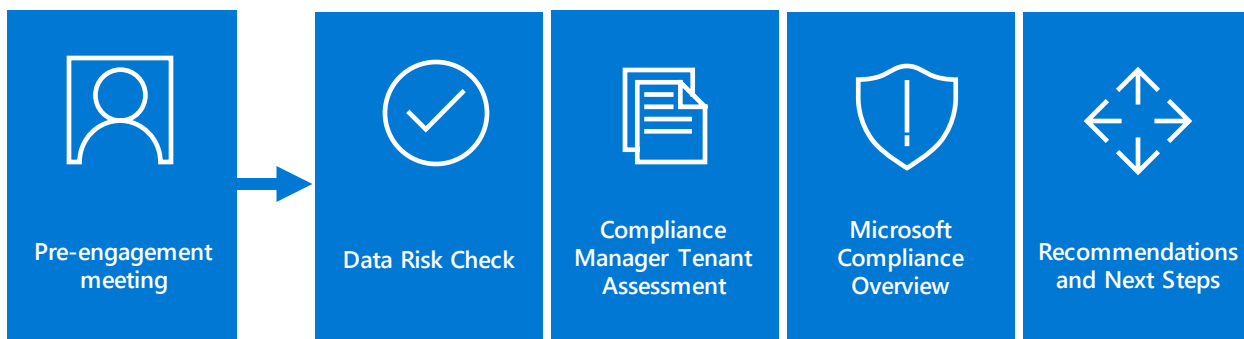 Pre-engagement
meeting
Data Risk Check
Compliance
Manager Tenant
Assessment
Microsoft
Compliance
Overview
Recommendations
and Next Steps